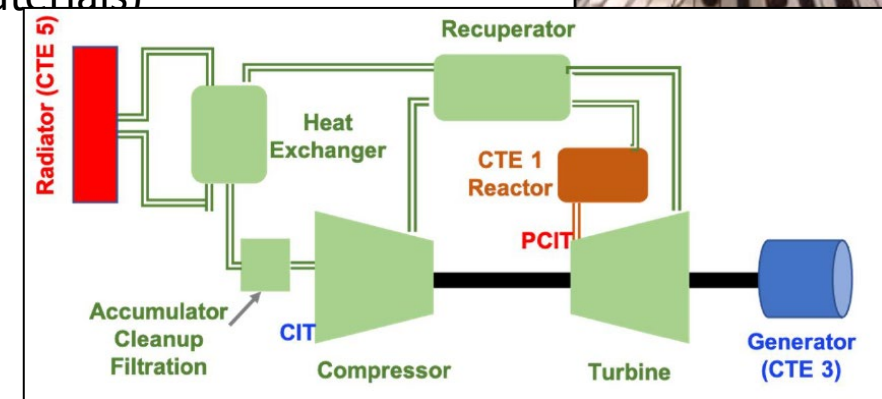 Recuperator
Radiator (CTE 5)
Heat
Exchanger
CTE 1
Reactor
PCIT
Accumulator
Cleanup
Filtration
CIT
Compressor
Turbine
Generator
(CTE 3)